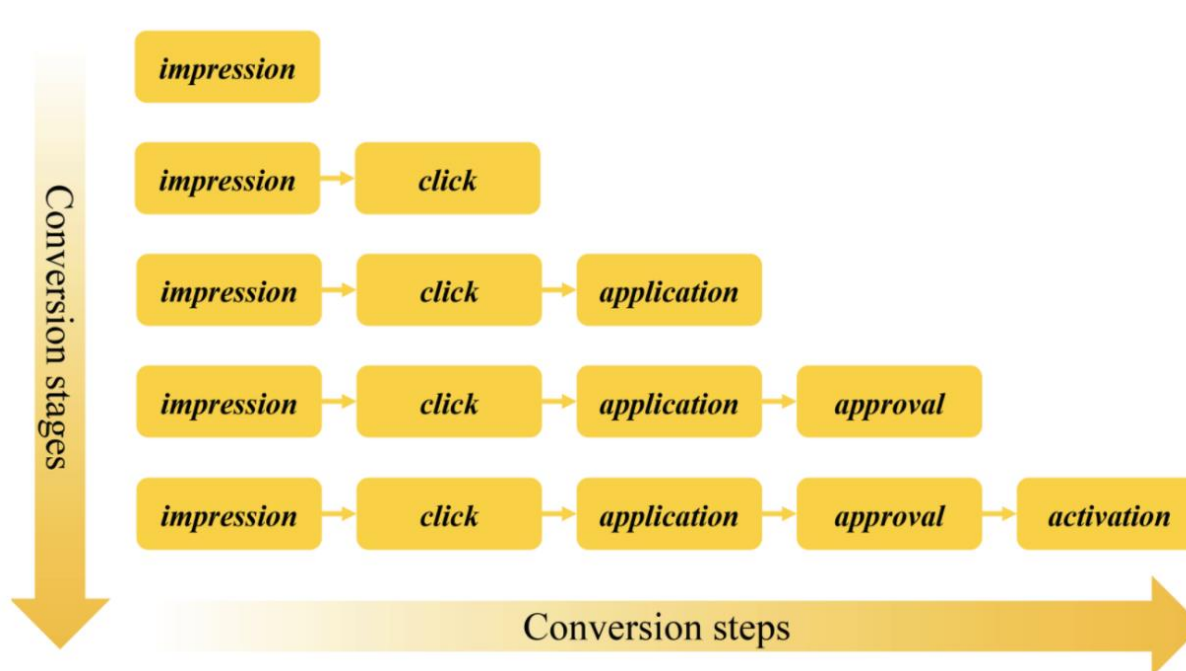 impression
impression click
impression click application
impression click application approval
impression click application approval activation
Conversion stages
Conversion steps